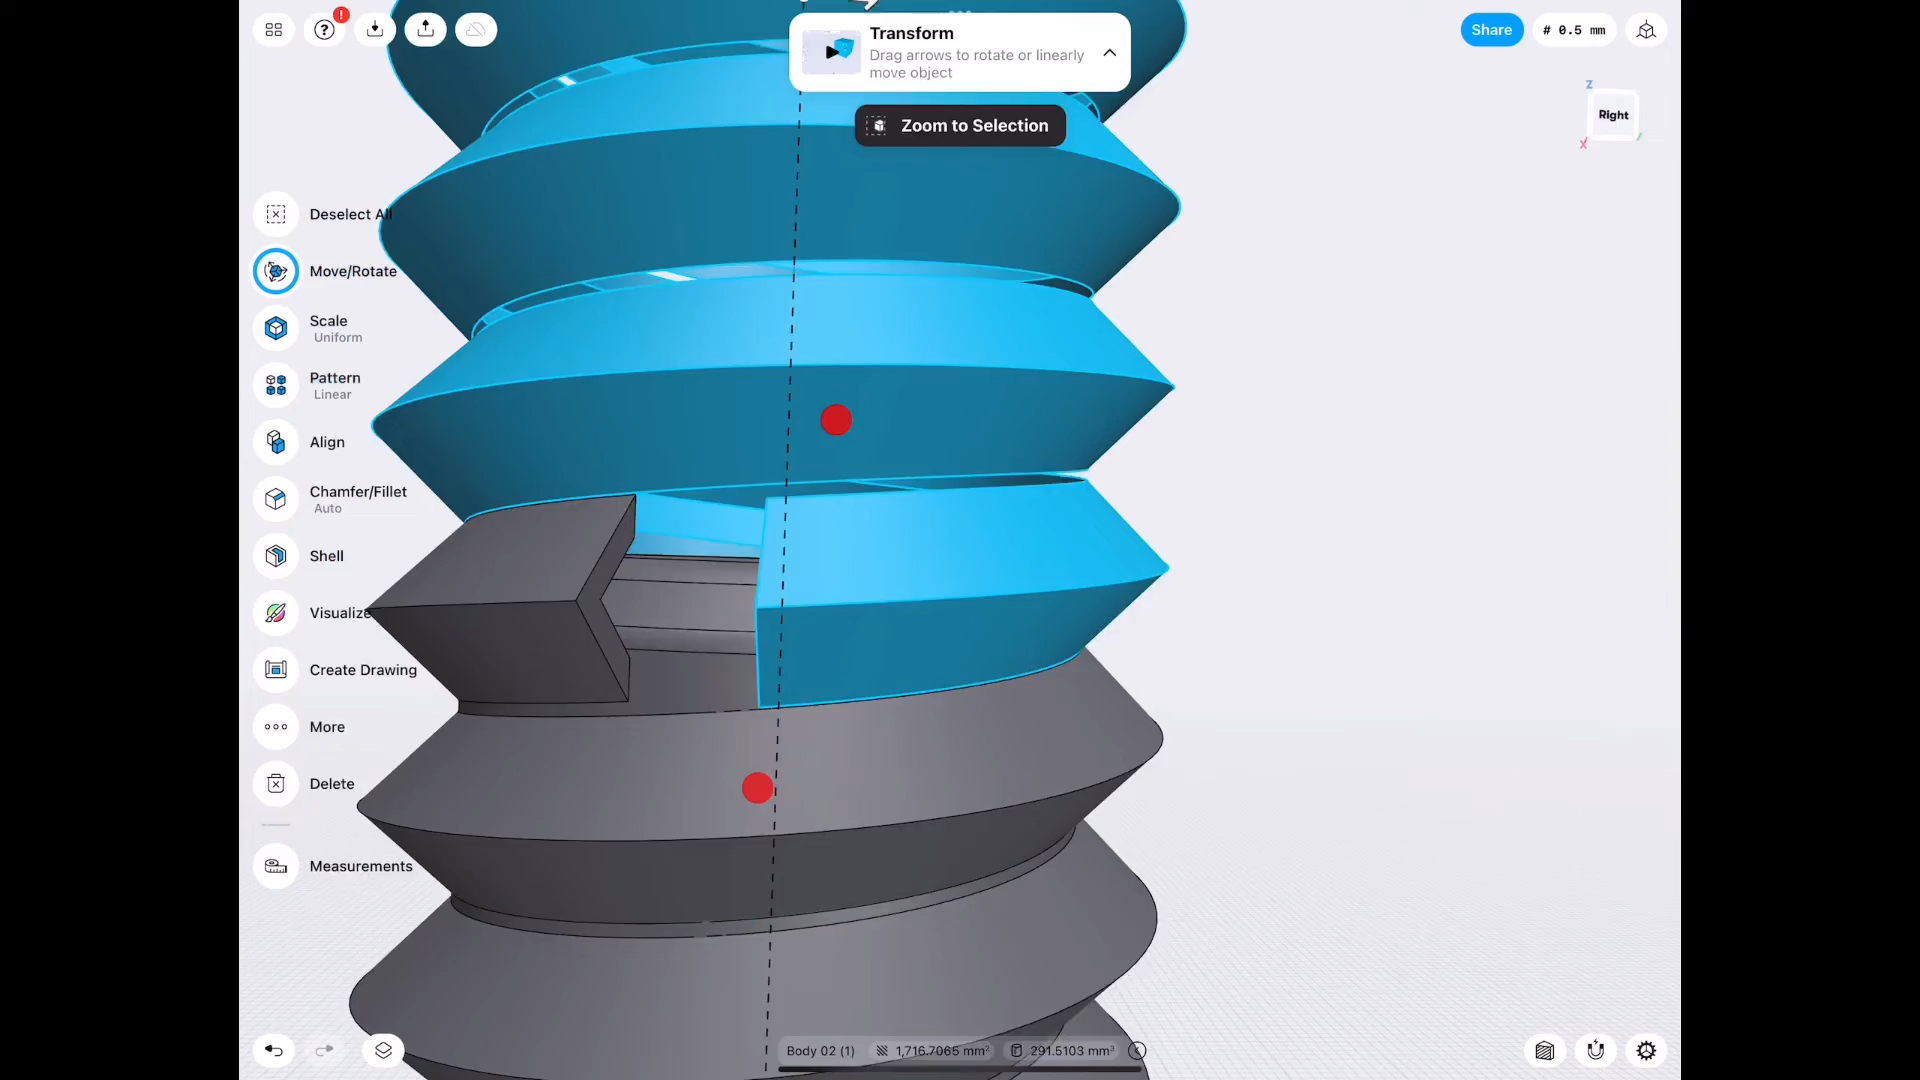 Transform
Drag arrows to rotate or linearly
move object
Share
# 0.5 mm
Zoom to Selection
Z
Right
X
Deselect All
Move/Rotate
Scale
Uniform
Pattern
Linear
Align
Chamfer/Fillet
Auto
Shell
Visualize
Create Drawing
More
Delete
Measurements
Body 02 (1) 1,716.7065 mm² 291.5103 mm³